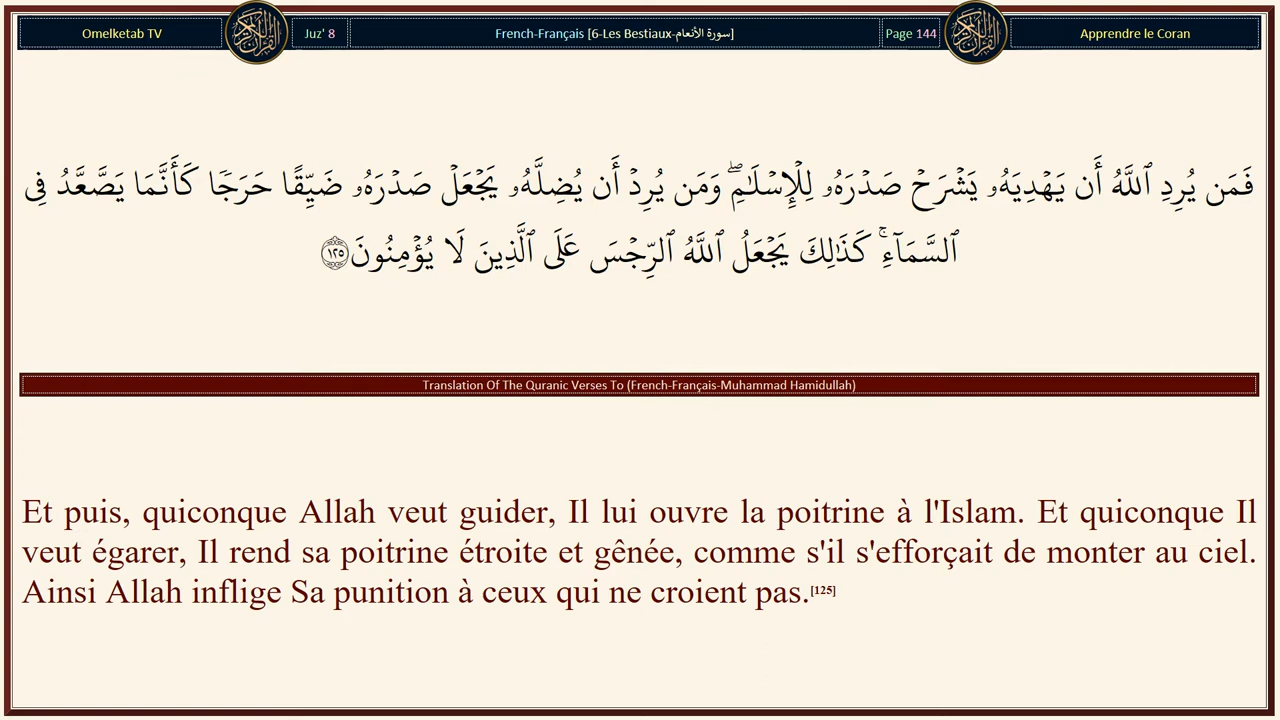 Omelketab TV
Juz' 8
French-Français [6-Les Bestiaux-سورة الأنعام]
Page 144
Apprendre le Coran
فَمَن يُرِدِ ٱللَّهُ أَن يَهۡدِيَهُۥ يَشۡرَحۡ صَدۡرَهُۥ لِلۡإِسۡلَٰمِۖ وَمَن يُرِدۡ أَن يُضِلَّهُۥ يَجۡعَلۡ صَدۡرَهُۥ ضَيِّقًا حَرَجٗا كَأَنَّمَا يَصَّعَّدُ فِي
ٱلسَّمَآءِۚ كَذَٰلِكَ يَجۡعَلُ ٱللَّهُ ٱلرِّجۡسَ عَلَى ٱلَّذِينَ لَا يُؤۡمِنُونَ ١٢٥
Translation Of The Quranic Verses To (French-Français-Muhammad Hamidullah)
Et puis, quiconque Allah veut guider, Il lui ouvre la poitrine à l'Islam. Et quiconque Il
veut égarer, Il rend sa poitrine étroite et gênée, comme s'il s'efforçait de monter au ciel.
Ainsi Allah inflige Sa punition à ceux qui ne croient pas.[125]